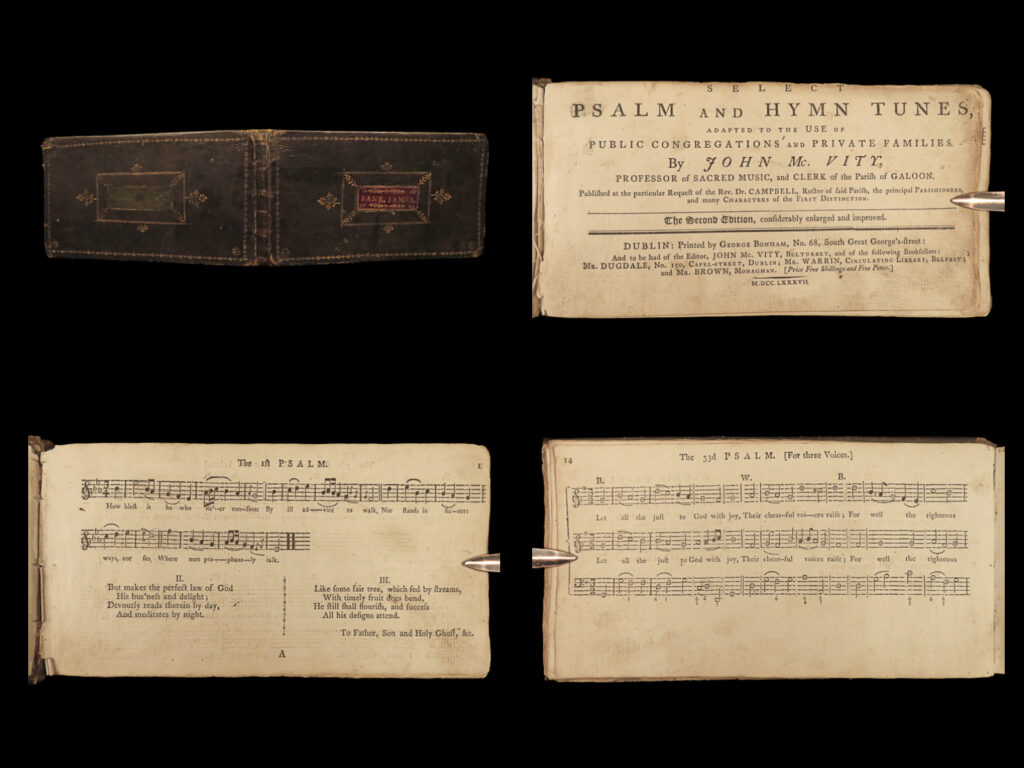 JANE, JAMES.
SELECT
PSALM AND HYMN TUNES,
ADAPTED TO THE USE OF
PUBLIC CONGREGATIONS AND PRIVATE FAMILIES.
By JOHN Mc. VITY,
PROFESSOR OF SACRED MUSIC, and CLERK of the Pariſh of GALOON.
Publiſhed at the particular Requeſt of the Rev. Dr. CAMPBELL, Rector of ſaid Pariſh, the principal PARISHIONERS,
and many CHARACTERS of the FIRST DISTINCTION.
The Second Edition, conſiderably enlarged and improved.
DUBLIN: Printed by GEORGE BONHAM, No. 68, South Great George's-ſtreet:
And to be had of the Editor, JOHN Mc. VITY, BELTURBET, and of the following Bookſellers:
MR. DUGDALE, No. 150, CAPEL-STREET, DUBLIN; MR. WARRIN, CIRCULATING LIBRARY, BELFAST;
and MR. BROWN, MONAGHAN. [Price Five Shillings and Five Pence.]
M.DCC.LXXXVII.
The 1ſt PSALM. 1
How bleſt is he who ne'er con-ſents By ill ad—vice to walk, Nor ſtands in ſin-ners
ways, nor ſits Where men pro—phane—ly talk.
II.
But makes the perfect law of God
His bus'neſs and delight;
Devoutly reads therein by day,
And meditates by night.
III.
Like ſome fair tree, which fed by ſtreams,
With timely fruit bends,
He ſtill ſhall flouriſh, and ſucceſs
All his deſigns attend.
To Father, Son and Holy Ghoſt, &c.
A
14 The 33d PSALM. [For three Voices.]
B. W. B.
Let all the juſt to God with joy, Their chear-ful voi—ces raiſe; For well the righteous
Let all the juſt to God with joy, Their chear-ful voices raiſe; For well the righteous